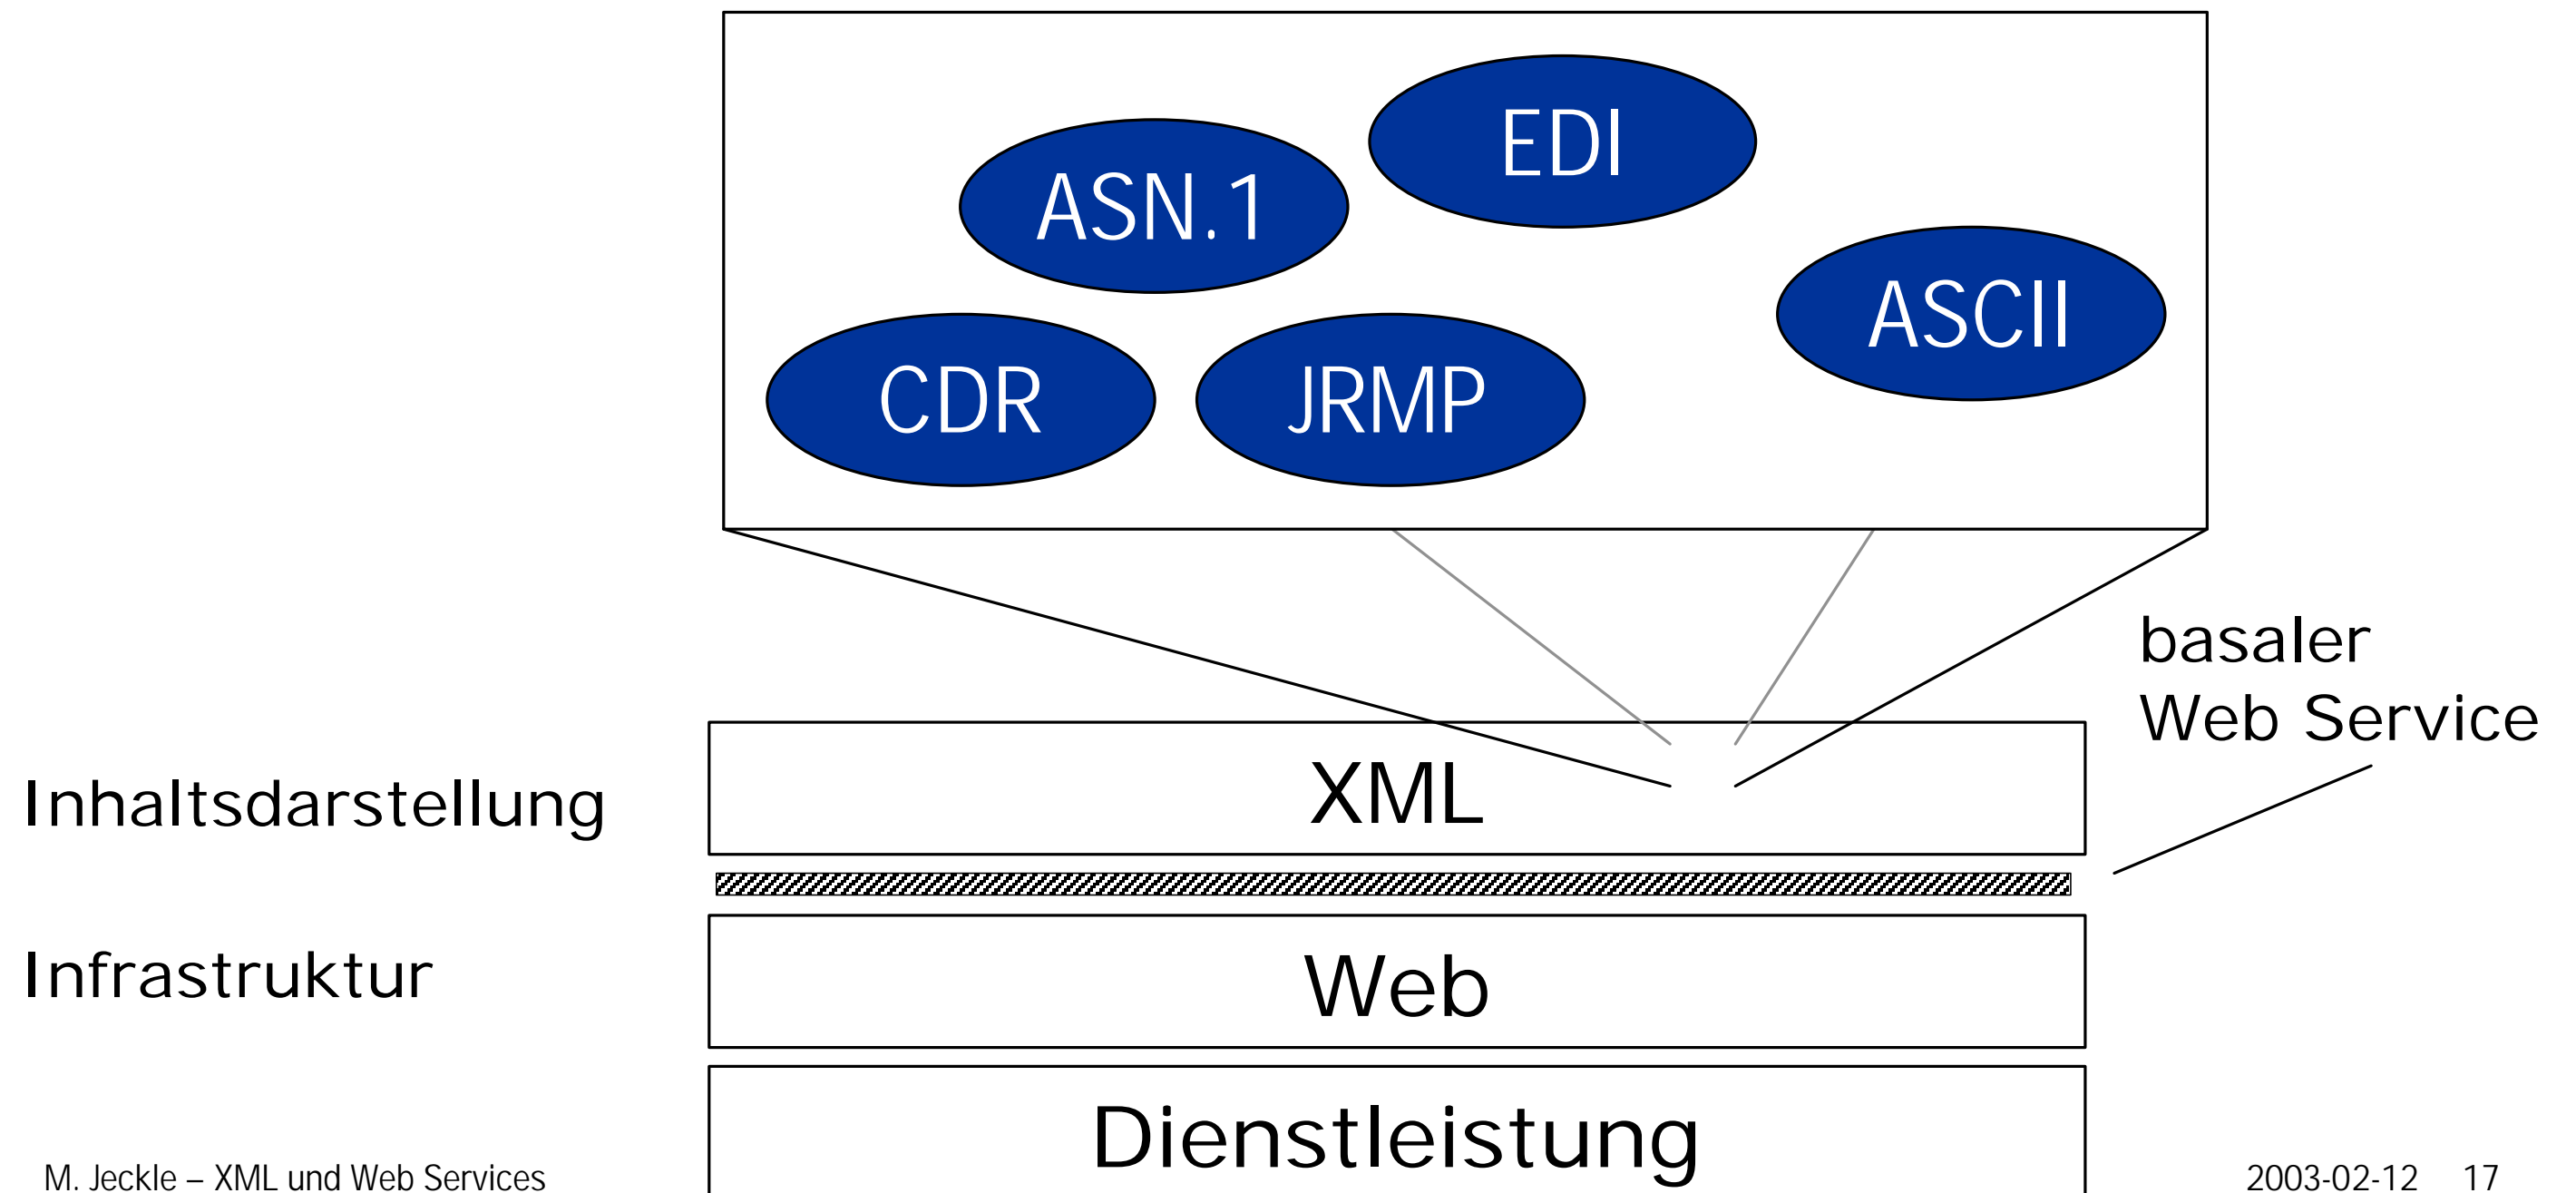 EDI
ASN.1
ASCII
CDR
JRMP
basaler
Web Service
XML
Inhaltsdarstellung
Web
Infrastruktur
Dienstleistung
M. Jeckle – XML und Web Services
2003-02-12 17